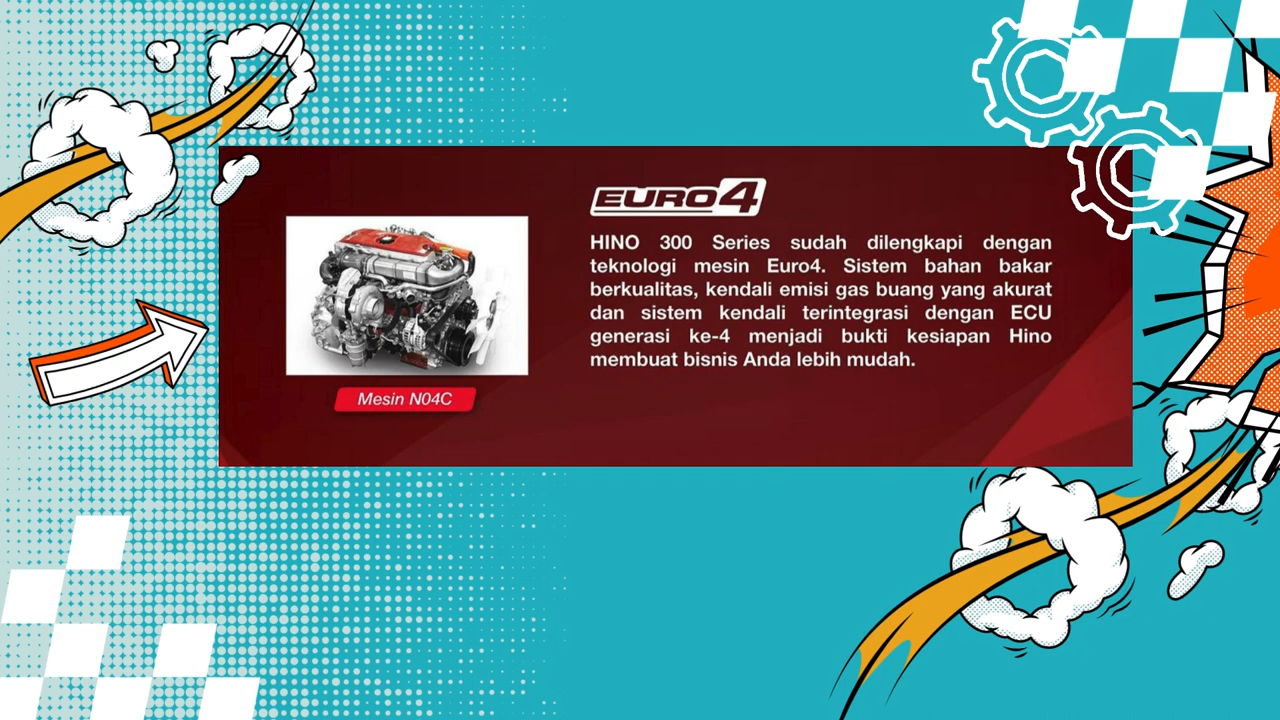 EURO4
HINO 300 Series sudah dilengkapi dengan
teknologi mesin Euro4. Sistem bahan bakar
berkualitas, kendali emisi gas buang yang akurat
dan sistem kendali terintegrasi dengan ECU
generasi ke-4 menjadi bukti kesiapan Hino
membuat bisnis Anda lebih mudah.
Mesin N04C